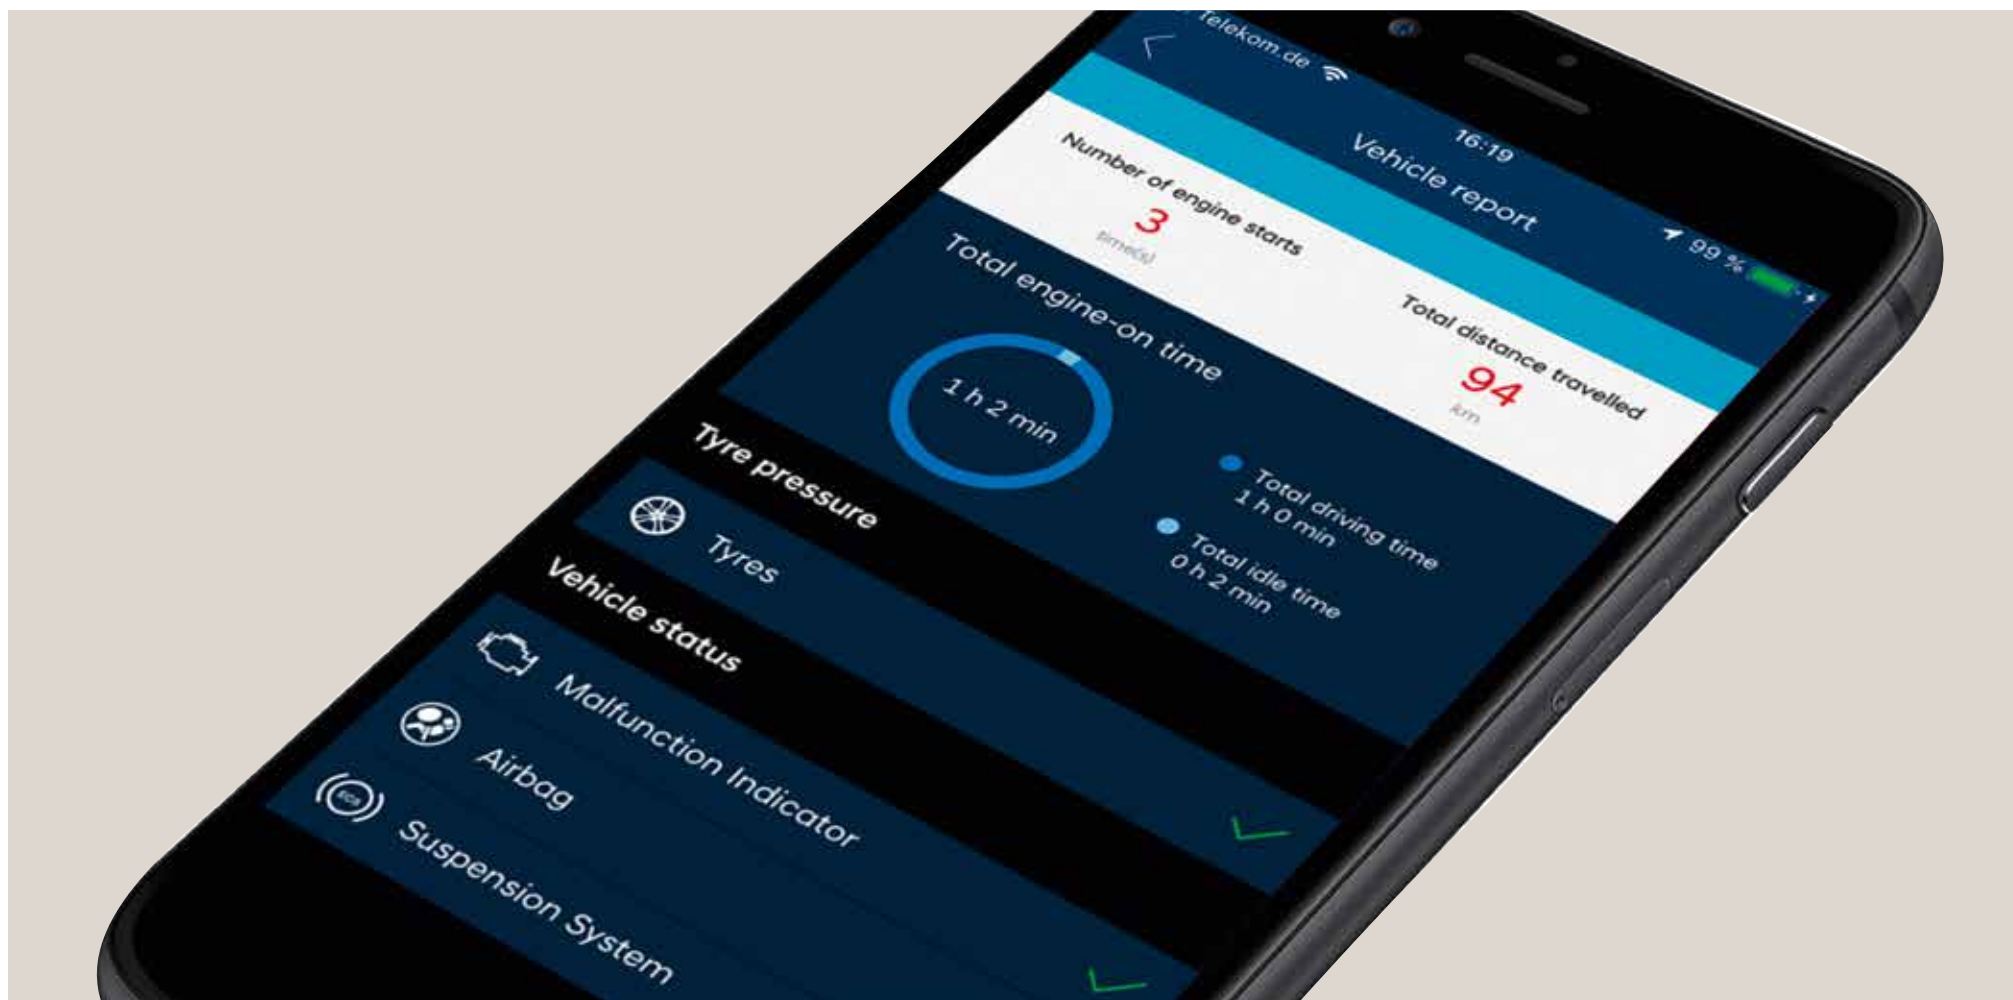 Telekom.de
16:19
99 %
Vehicle report
Number of engine starts
3
time(s)
Total distance travelled
94
km
Total engine-on time
1 h 2 min
Total driving time
1 h 0 min
Total idle time
0 h 2 min
Tyre pressure
Tyres
Vehicle status
Malfunction Indicator
Airbag
ECS
Suspension System